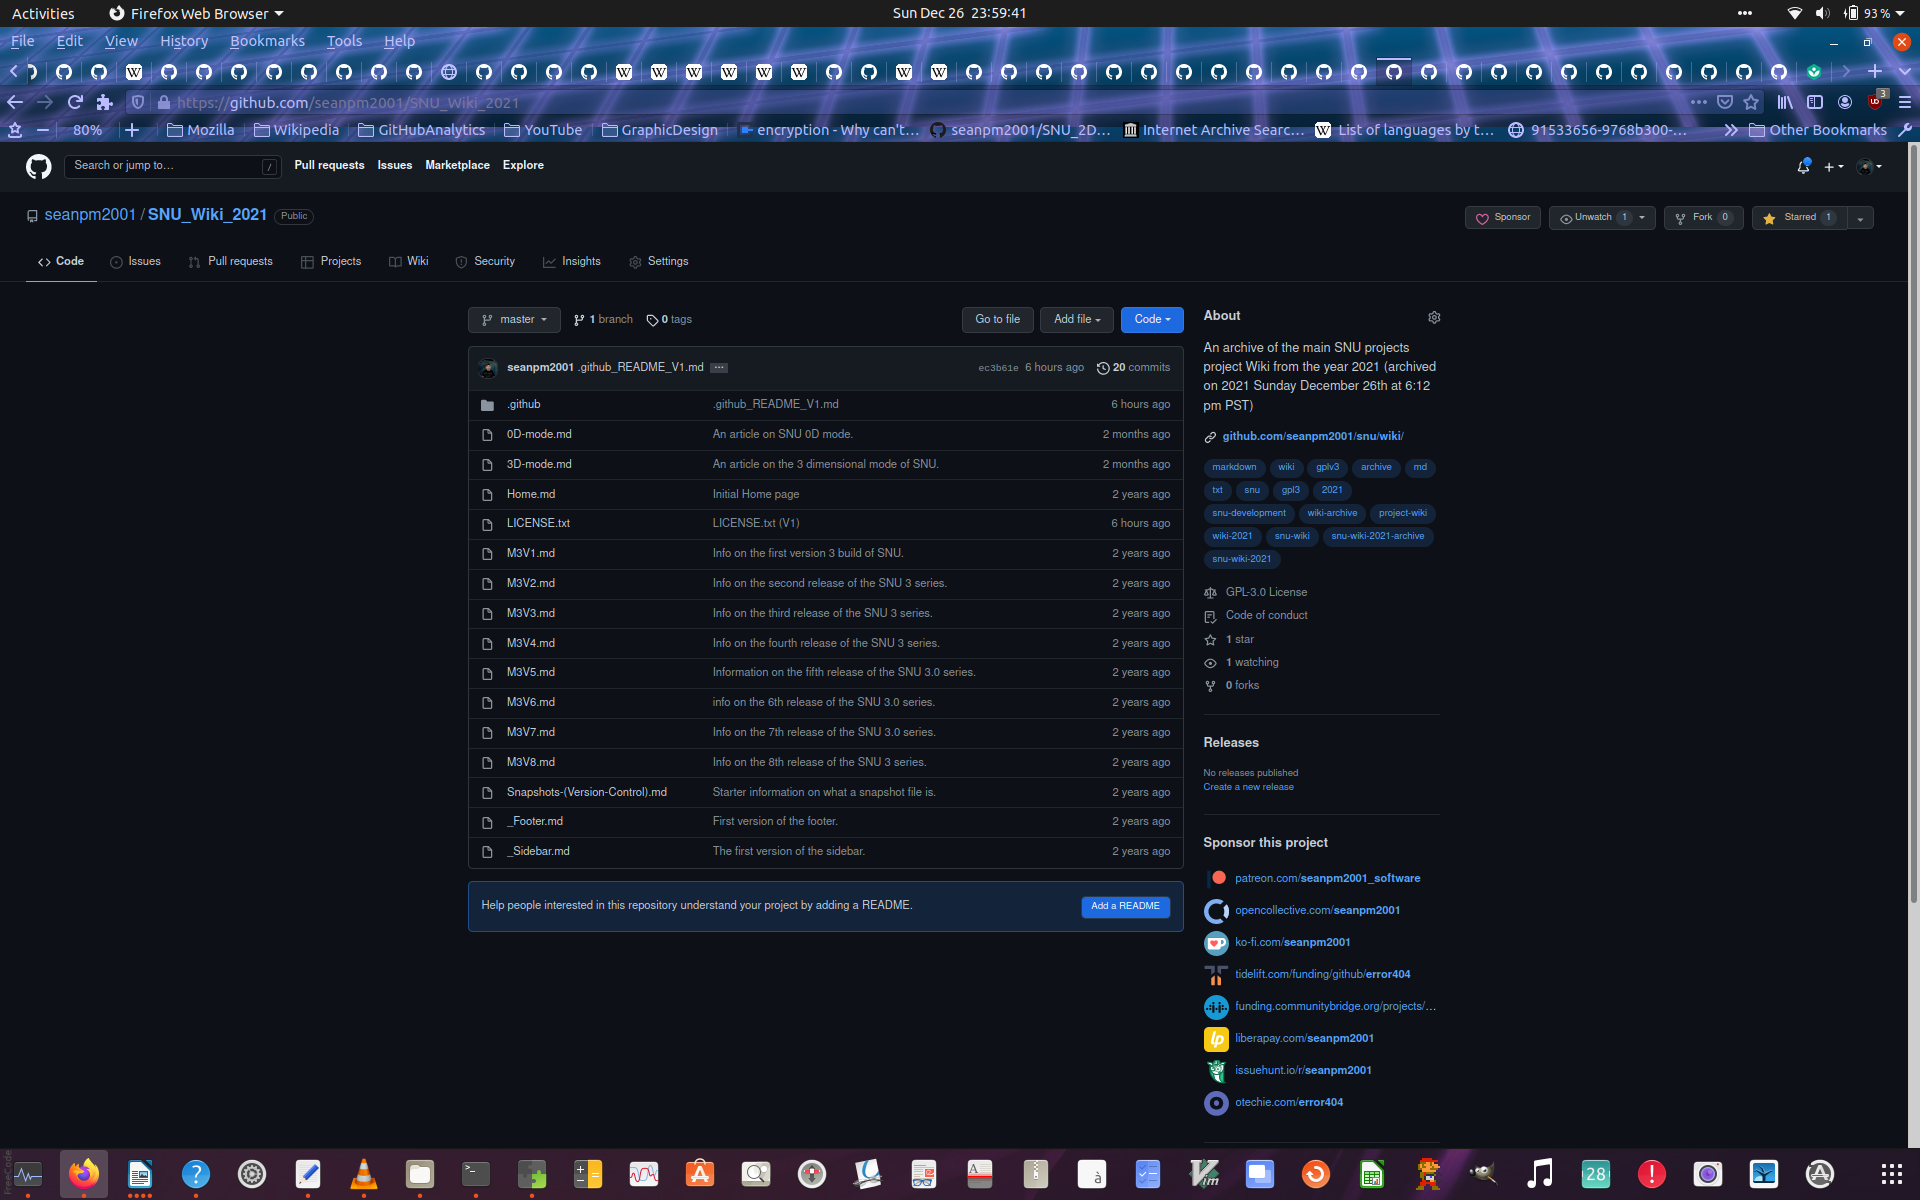 Activities Firefox Web Browser Sun Dec 26 23:59:41 93 %
File Edit View History Bookmarks Tools Help
https://github.com/seanpm2001/SNU_Wiki_2021 3
80% Mozilla Wikipedia GitHubAnalytics YouTube GraphicDesign encryption - Why can't… seanpm2001/SNU_2D… Internet Archive Searc… List of languages by t… 91533656-9768b300-… Other Bookmarks
Search or jump to… / Pull requests Issues Marketplace Explore
seanpm2001 / SNU_Wiki_2021 Public Sponsor Unwatch 1 Fork 0 Starred 1
Code Issues Pull requests Projects Wiki Security Insights Settings
master 1 branch 0 tags Go to file Add file Code
seanpm2001 .github_README_V1.md ... ec3b61e 6 hours ago 20 commits
.github .github_README_V1.md 6 hours ago
0D-mode.md An article on SNU 0D mode. 2 months ago
3D-mode.md An article on the 3 dimensional mode of SNU. 2 months ago
Home.md Initial Home page 2 years ago
LICENSE.txt LICENSE.txt (V1) 6 hours ago
M3V1.md Info on the first version 3 build of SNU. 2 years ago
M3V2.md Info on the second release of the SNU 3 series. 2 years ago
M3V3.md Info on the third release of the SNU 3 series. 2 years ago
M3V4.md Info on the fourth release of the SNU 3 series. 2 years ago
M3V5.md Information on the fifth release of the SNU 3.0 series. 2 years ago
M3V6.md info on the 6th release of the SNU 3.0 series. 2 years ago
M3V7.md Info on the 7th release of the SNU 3.0 series. 2 years ago
M3V8.md Info on the 8th release of the SNU 3 series. 2 years ago
Snapshots-(Version-Control).md Starter information on what a snapshot file is. 2 years ago
_Footer.md First version of the footer. 2 years ago
_Sidebar.md The first version of the sidebar. 2 years ago
Help people interested in this repository understand your project by adding a README. Add a README
About
An archive of the main SNU projects
project Wiki from the year 2021 (archived
on 2021 Sunday December 26th at 6:12
pm PST)
github.com/seanpm2001/snu/wiki/
markdown wiki gplv3 archive md
txt snu gpl3 2021
snu-development wiki-archive project-wiki
wiki-2021 snu-wiki snu-wiki-2021-archive
snu-wiki-2021
GPL-3.0 License
Code of conduct
1 star
1 watching
0 forks
Releases
No releases published
Create a new release
Sponsor this project
patreon.com/seanpm2001_software
opencollective.com/seanpm2001
ko-fi.com/seanpm2001
tidelift.com/funding/github/error404
funding.communitybridge.org/projects/…
liberapay.com/seanpm2001
issuehunt.io/r/seanpm2001
otechie.com/error404
28